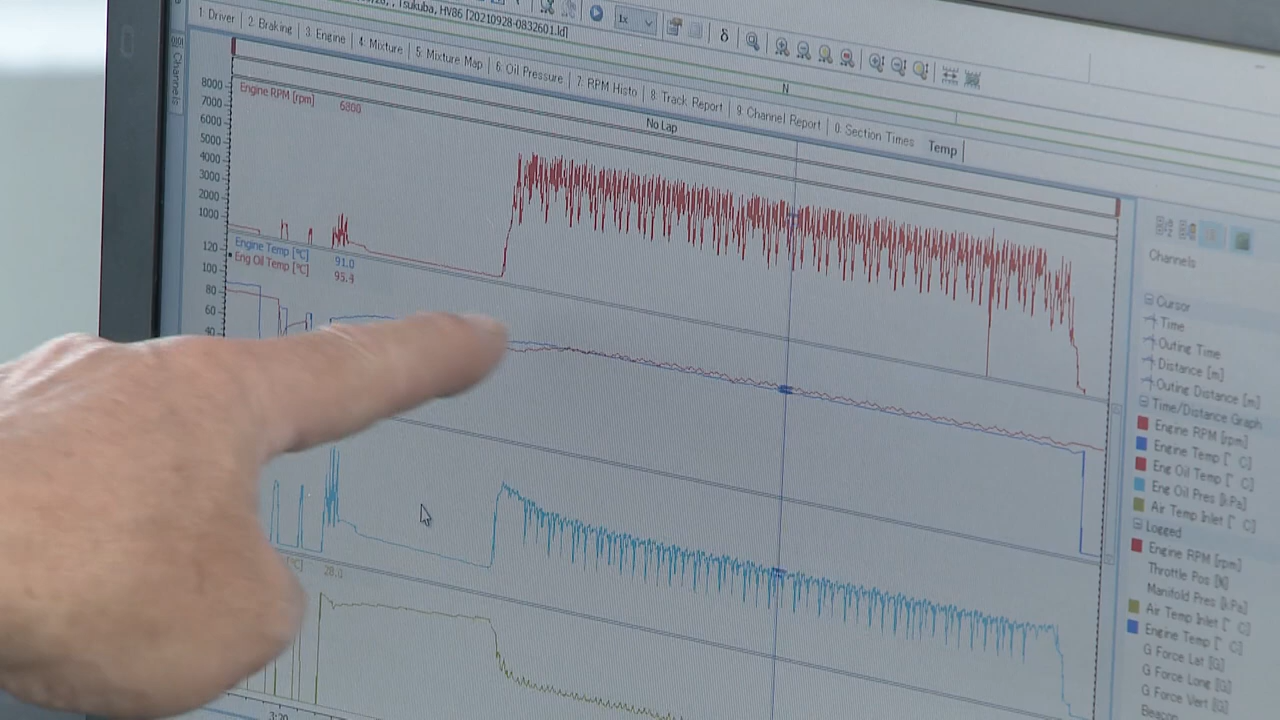 , Tsukuba, HV86 [20210928-0832601.ld]
1x
δ
1: Driver
2: Braking
3: Engine
4: Mixture
5: Mixture Map
6: Oil Pressure
7: RPM Histo
8: Track Report
9: Channel Report
0: Section Times
Temp
Channels
N
No Lap
8000
7000
6000
5000
4000
3000
2000
1000
Engine RPM [rpm] 6800
120
100
80
60
40
Engine Temp [°C] 91.0
Eng Oil Temp [°C] 95.4
28.0
3:20
Channels
Cursor
Time
Outing Time
Distance [m]
Outing Distance [m]
Time/Distance Graph
Engine RPM [rpm]
Engine Temp [° C]
Eng Oil Temp [° C]
Eng Oil Pres [kPa]
Air Temp Inlet [° C]
Logged
Engine RPM [rpm]
Throttle Pos [%]
Manifold Pres [kPa]
Air Temp Inlet [° C]
Engine Temp [° C]
G Force Lat [G]
G Force Long [G]
G Force Vert [G]
Beacon